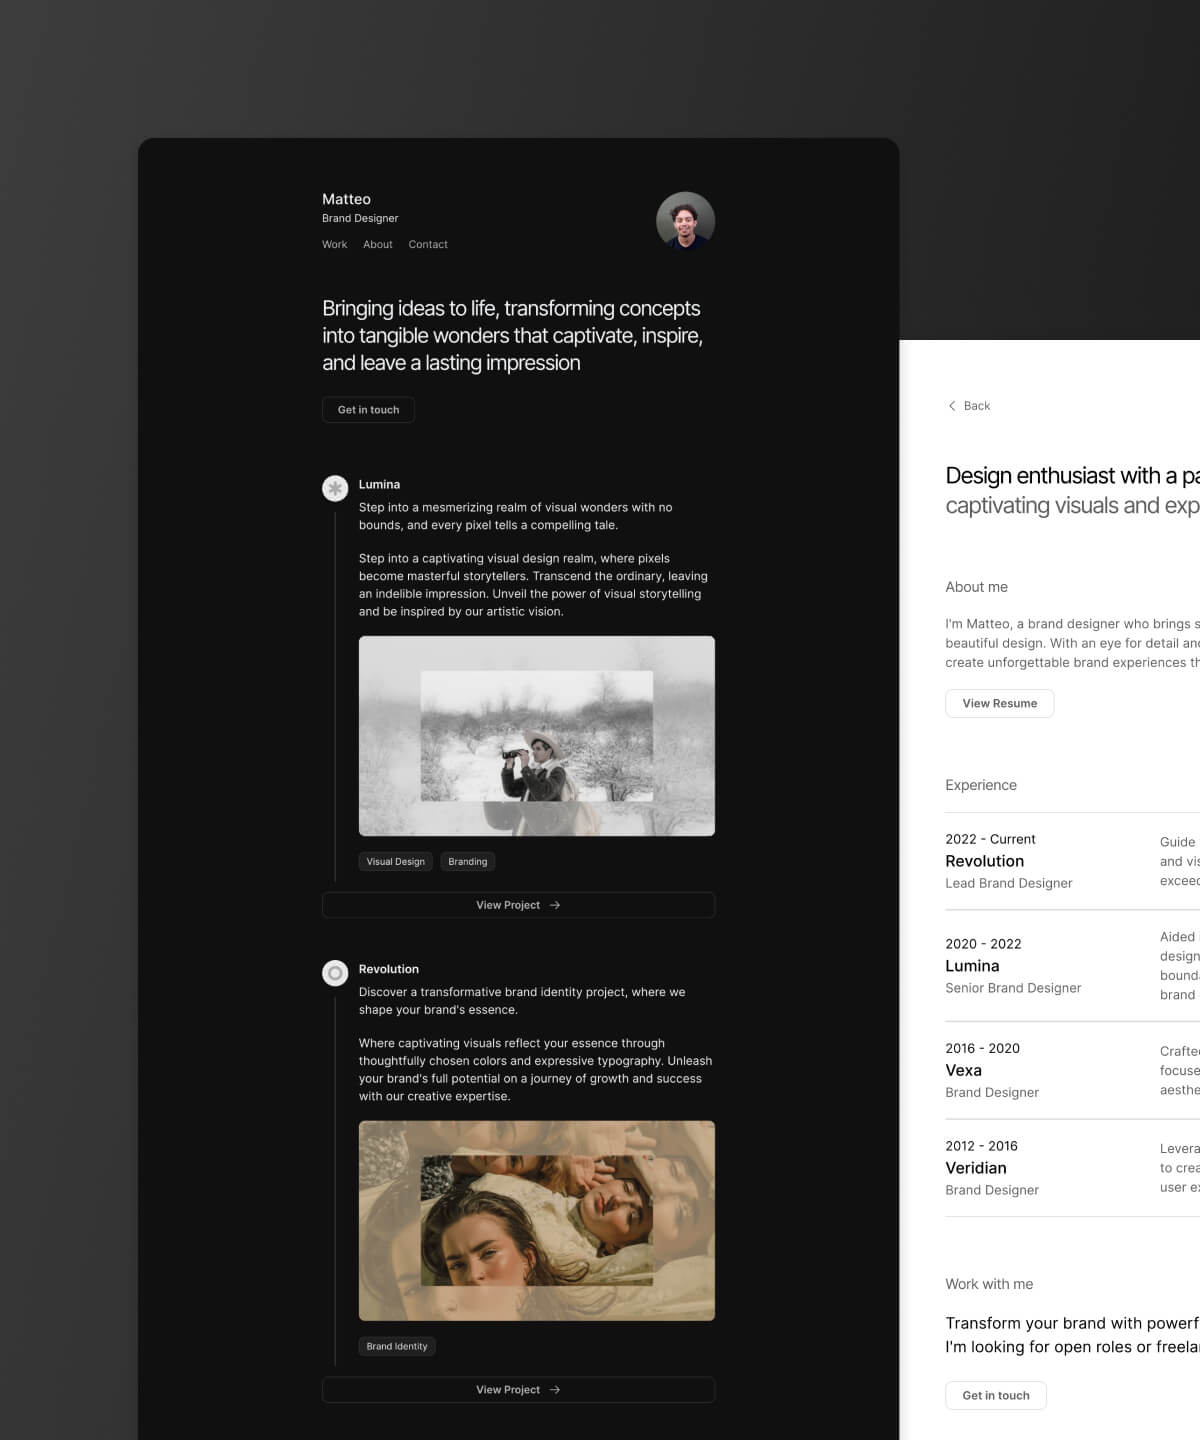 Matteo
Brand Designer
Work About Contact
Bringing ideas to life, transforming concepts
into tangible wonders that captivate, inspire,
and leave a lasting impression
Get in touch
Lumina
Step into a mesmerizing realm of visual wonders with no
bounds, and every pixel tells a compelling tale.
Step into a captivating visual design realm, where pixels
become masterful storytellers. Transcend the ordinary, leaving
an indelible impression. Unveil the power of visual storytelling
and be inspired by our artistic vision.
Visual Design Branding
View Project →
Revolution
Discover a transformative brand identity project, where we
shape your brand's essence.
Where captivating visuals reflect your essence through
thoughtfully chosen colors and expressive typography. Unleash
your brand's full potential on a journey of growth and success
with our creative expertise.
Brand Identity
View Project →
Back
Design enthusiast with a pa
captivating visuals and exp
About me
I'm Matteo, a brand designer who brings s
beautiful design. With an eye for detail and
create unforgettable brand experiences th
View Resume
Experience
2022 - Current
Revolution
Lead Brand Designer
Guide
and vis
exceed
2020 - 2022
Lumina
Senior Brand Designer
Aided
design
bounda
brand
2016 - 2020
Vexa
Brand Designer
Crafted
focuse
aesthe
2012 - 2016
Veridian
Brand Designer
Levera
to crea
user ex
Work with me
Transform your brand with powerf
I'm looking for open roles or freelan
Get in touch